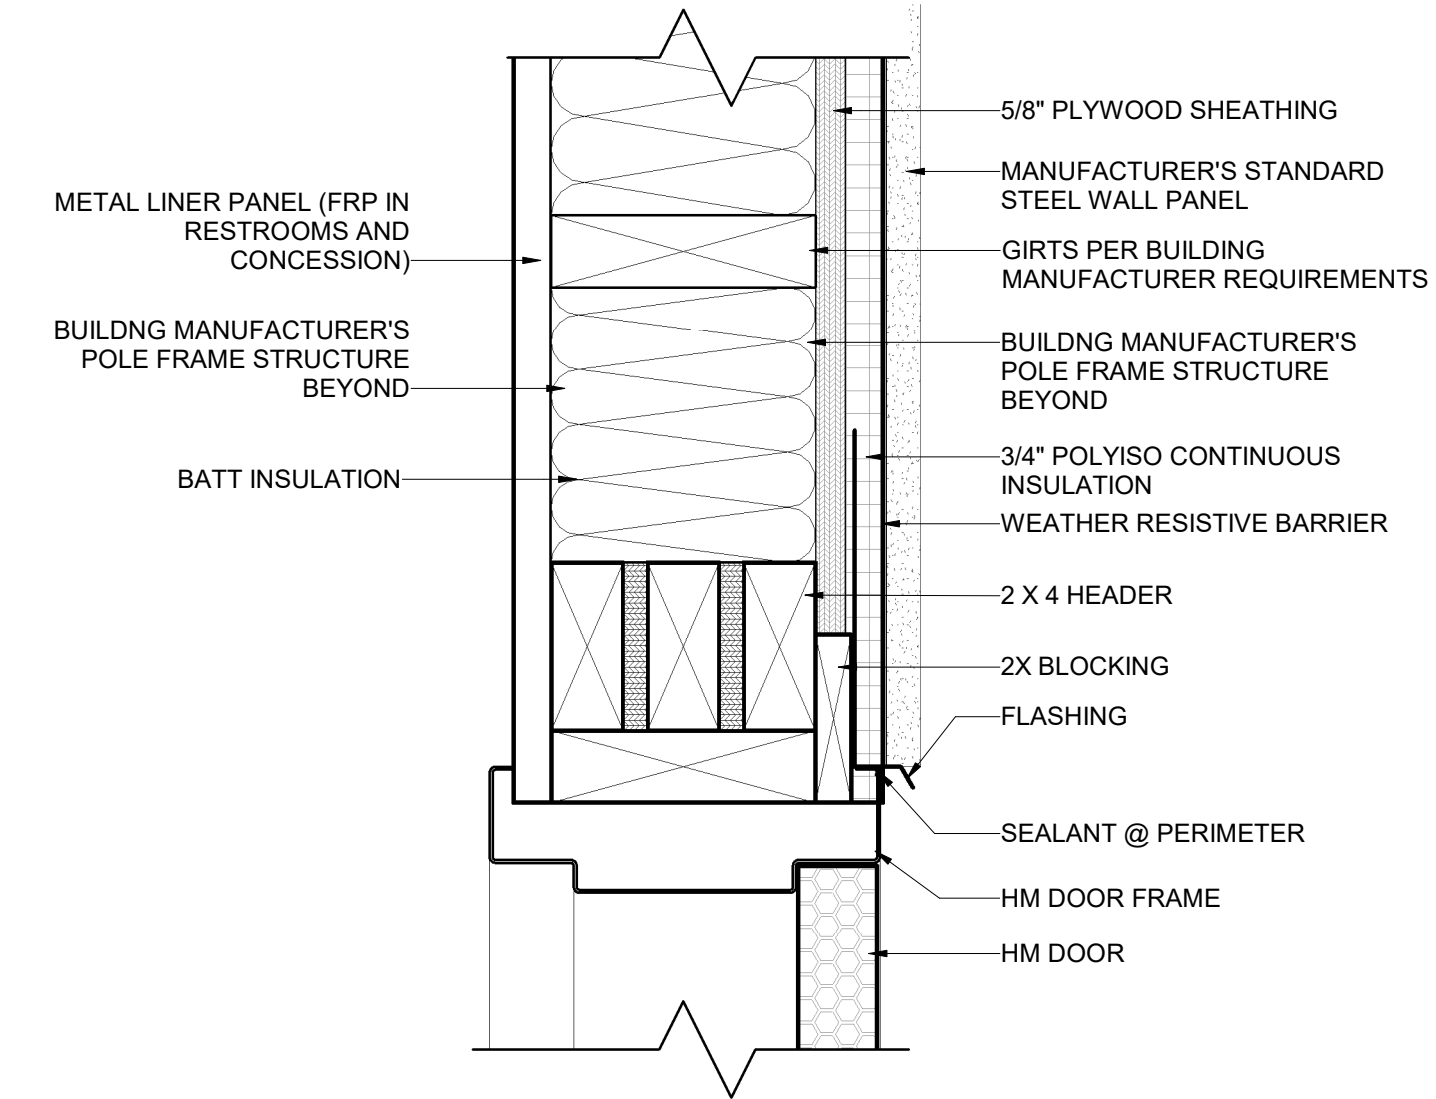 METAL LINER PANEL (FRP IN
RESTROOMS AND
CONCESSION)
BUILDNG MANUFACTURER'S
POLE FRAME STRUCTURE
BEYOND
BATT INSULATION
5/8" PLYWOOD SHEATHING
MANUFACTURER'S STANDARD
STEEL WALL PANEL
GIRTS PER BUILDING
MANUFACTURER REQUIREMENTS
BUILDNG MANUFACTURER'S
POLE FRAME STRUCTURE
BEYOND
3/4" POLYISO CONTINUOUS
INSULATION
WEATHER RESISTIVE BARRIER
2 X 4 HEADER
2X BLOCKING
FLASHING
SEALANT @ PERIMETER
HM DOOR FRAME
HM DOOR